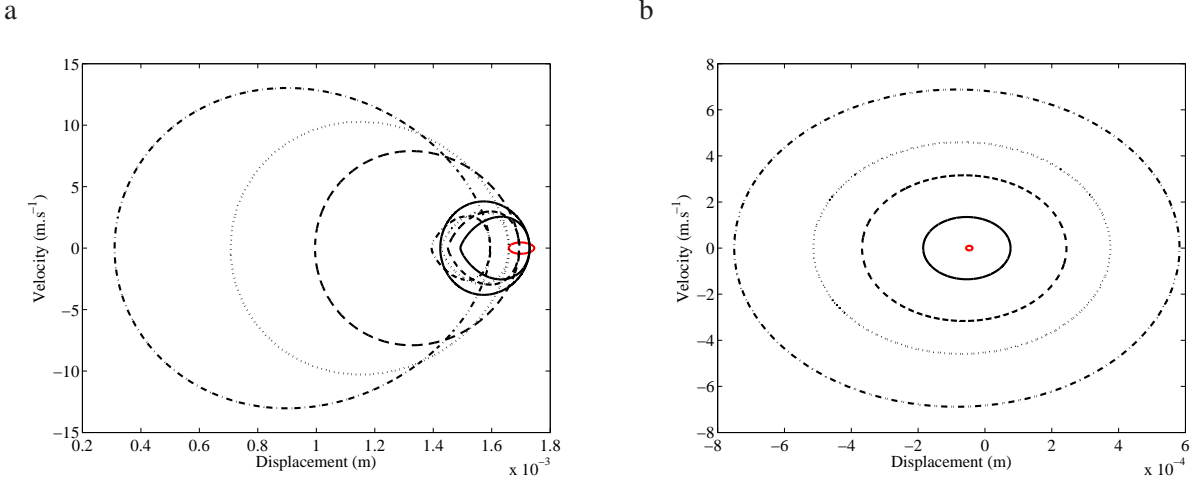 a
15
10
5
0
−5
−10
−15
Velocity (m.s⁻¹)
0.2 0.4 0.6 0.8 1 1.2 1.4 1.6 1.8
Displacement (m)
x 10⁻³
b
8
6
4
2
0
−2
−4
−6
−8
Velocity (m.s⁻¹)
−8 −6 −4 −2 0 2 4 6
Displacement (m)
x 10⁻⁴